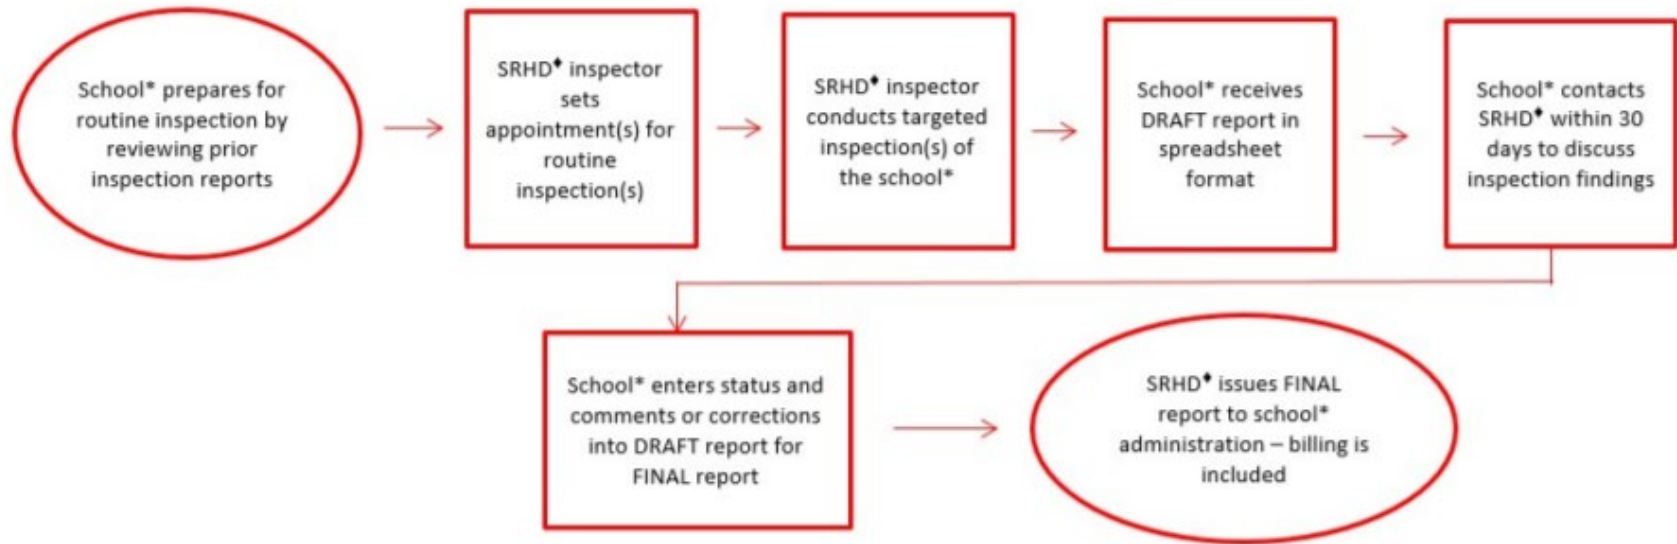 School* prepares for
routine inspection by
reviewing prior
inspection reports
SRHD♦ inspector
sets
appointment(s) for
routine
inspection(s)
SRHD♦ inspector
conducts targeted
inspection(s) of
the school*
School* receives
DRAFT report in
spreadsheet
format
School* contacts
SRHD♦ within 30
days to discuss
inspection findings
School* enters status and
comments or corrections
into DRAFT report for
FINAL report
SRHD♦ issues FINAL
report to school*
administration – billing is
included